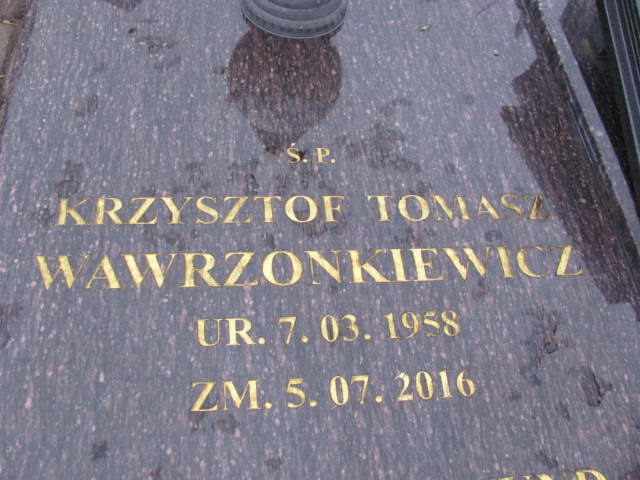 Ś. P.
KRZYSZTOF TOMASZ
WAWRZONKIEWICZ
UR. 7. 03. 1958
ZM. 5. 07. 2016